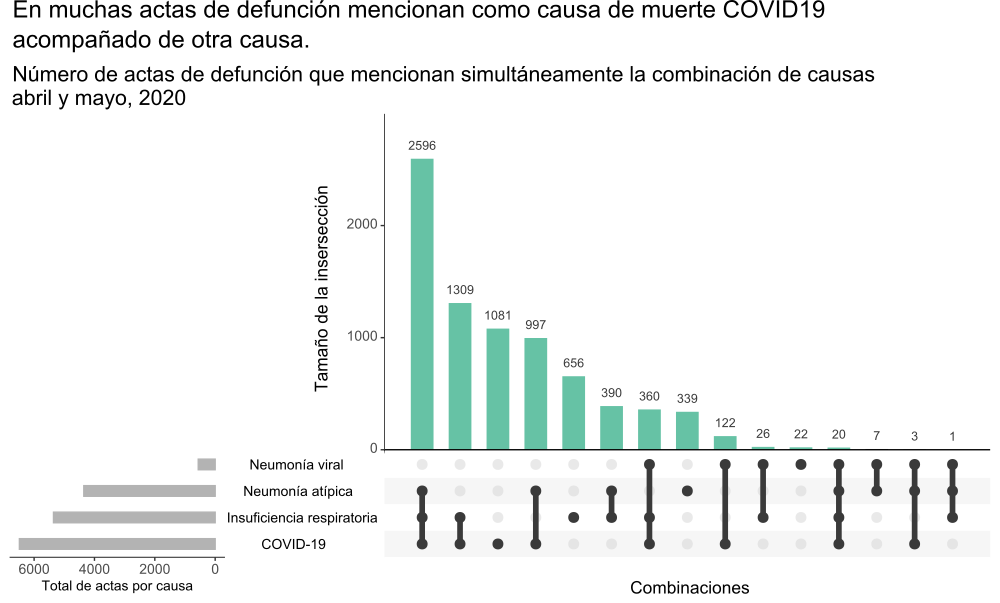 En muchas actas de defunción mencionan como causa de muerte COVID19
acompañado de otra causa.
Número de actas de defunción que mencionan simultáneamente la combinación de causas
abril y mayo, 2020
Tamaño de la insersección
2000
1000
0
2596
1309
1081
997
656
390
360
339
122
26
22
20
7
3
1
Neumonía viral
Neumonía atípica
Insuficiencia respiratoria
COVID-19
6000 4000 2000 0
Total de actas por causa
Combinaciones